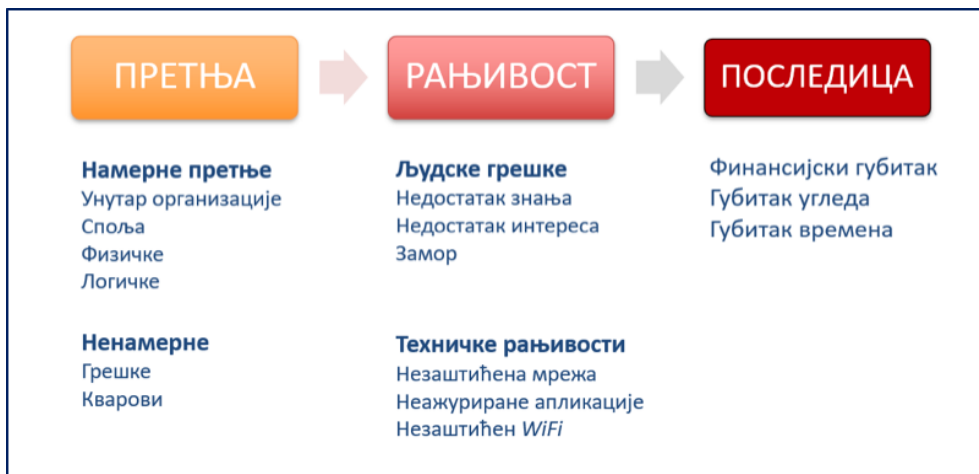 ПРЕТЊА
РАЊИВОСТ
ПОСЛЕДИЦА
Намерне претње
Унутар организације
Споља
Физичке
Логичке
Ненамерне
Грешке
Кварови
Људске грешке
Недостатак знања
Недостатак интереса
Замор
Техничке рањивости
Незаштићена мрежа
Неажуриране апликације
Незаштићен WiFi
Финансијски губитак
Губитак угледа
Губитак времена